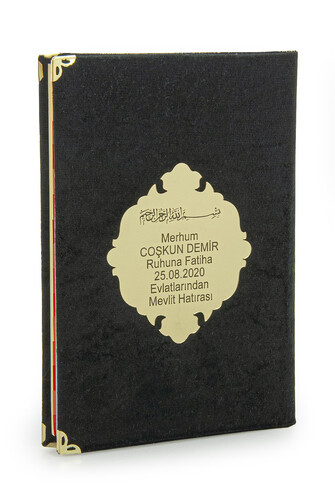 بسم الله الرحمن الرحيم
Merhum
COŞKUN DEMİR
Ruhuna Fatiha
25.08.2020
Evlatlarından
Mevlit Hatırası